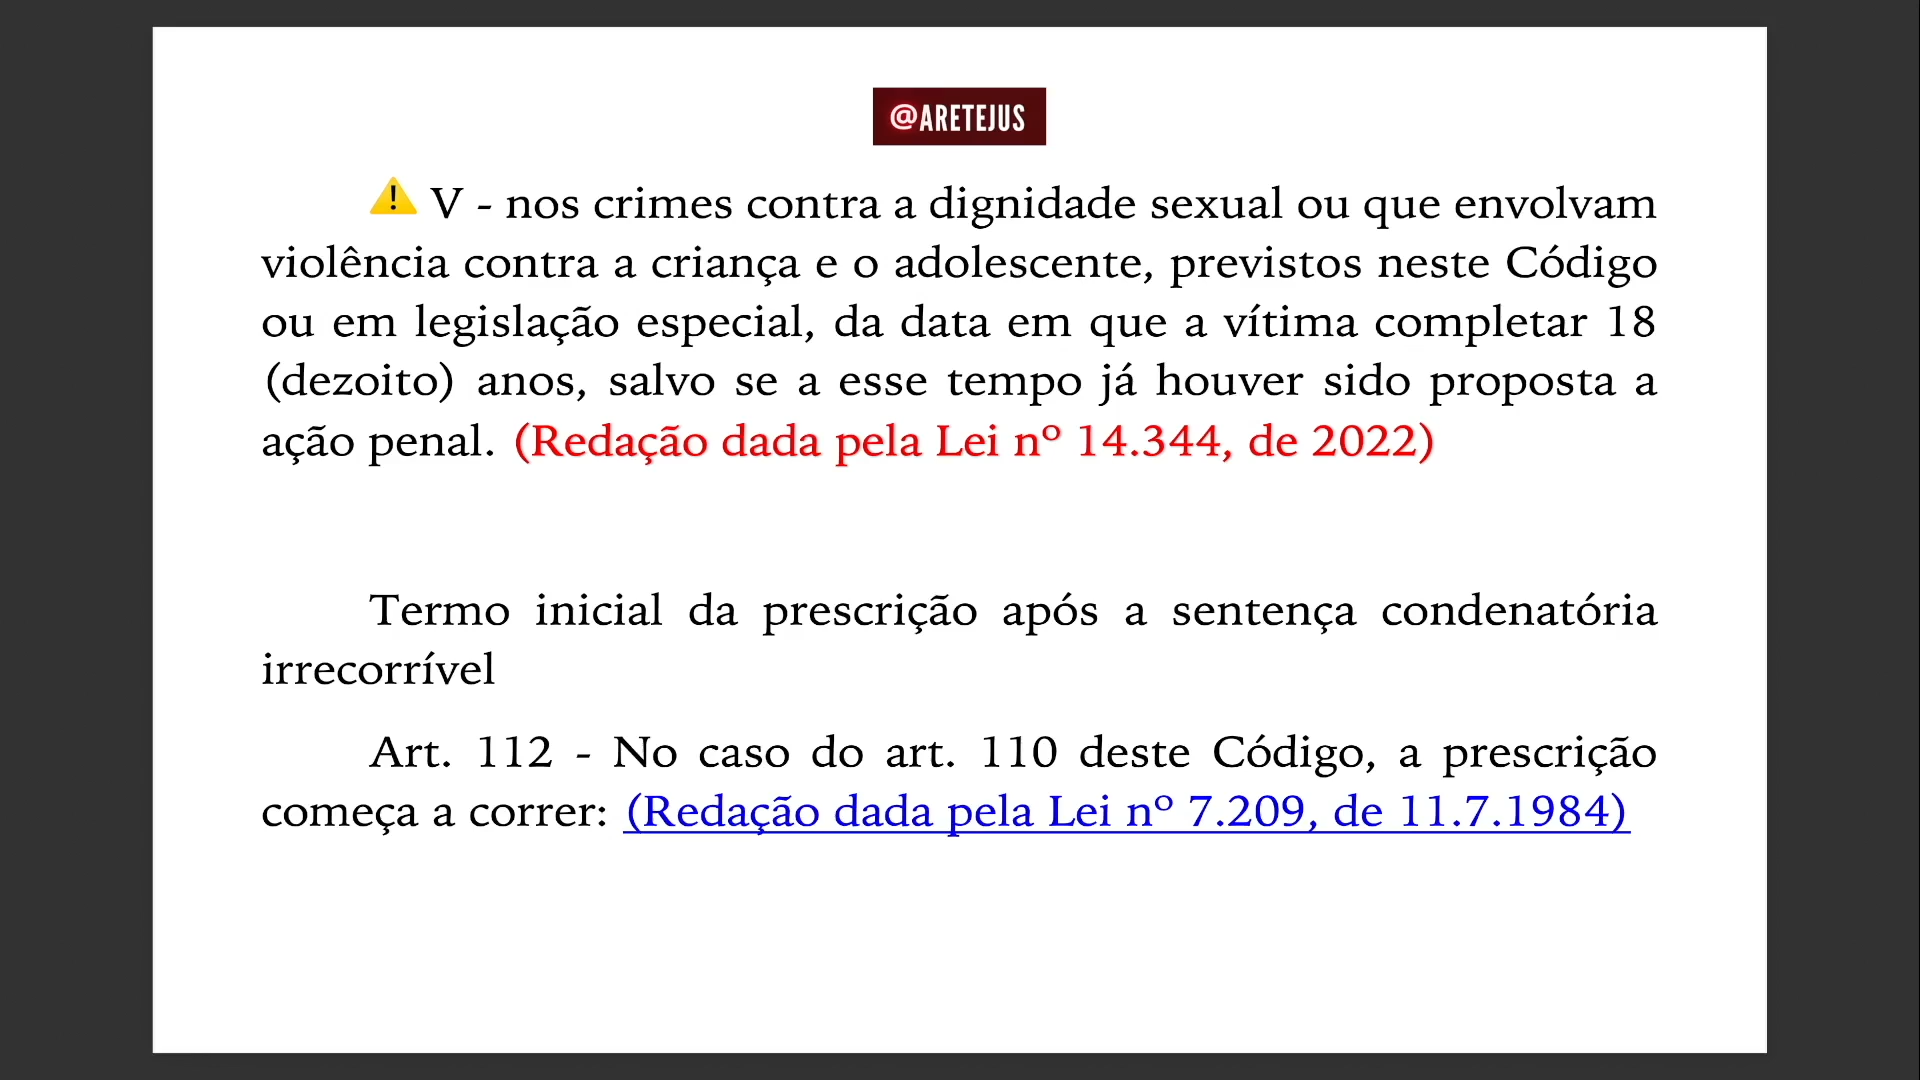 @ARETEJUS
⚠️ V - nos crimes contra a dignidade sexual ou que envolvam
violência contra a criança e o adolescente, previstos neste Código
ou em legislação especial, da data em que a vítima completar 18
(dezoito) anos, salvo se a esse tempo já houver sido proposta a
ação penal. (Redação dada pela Lei nº 14.344, de 2022)
Termo inicial da prescrição após a sentença condenatória
irrecorrível
Art. 112 - No caso do art. 110 deste Código, a prescrição
começa a correr: (Redação dada pela Lei nº 7.209, de 11.7.1984)